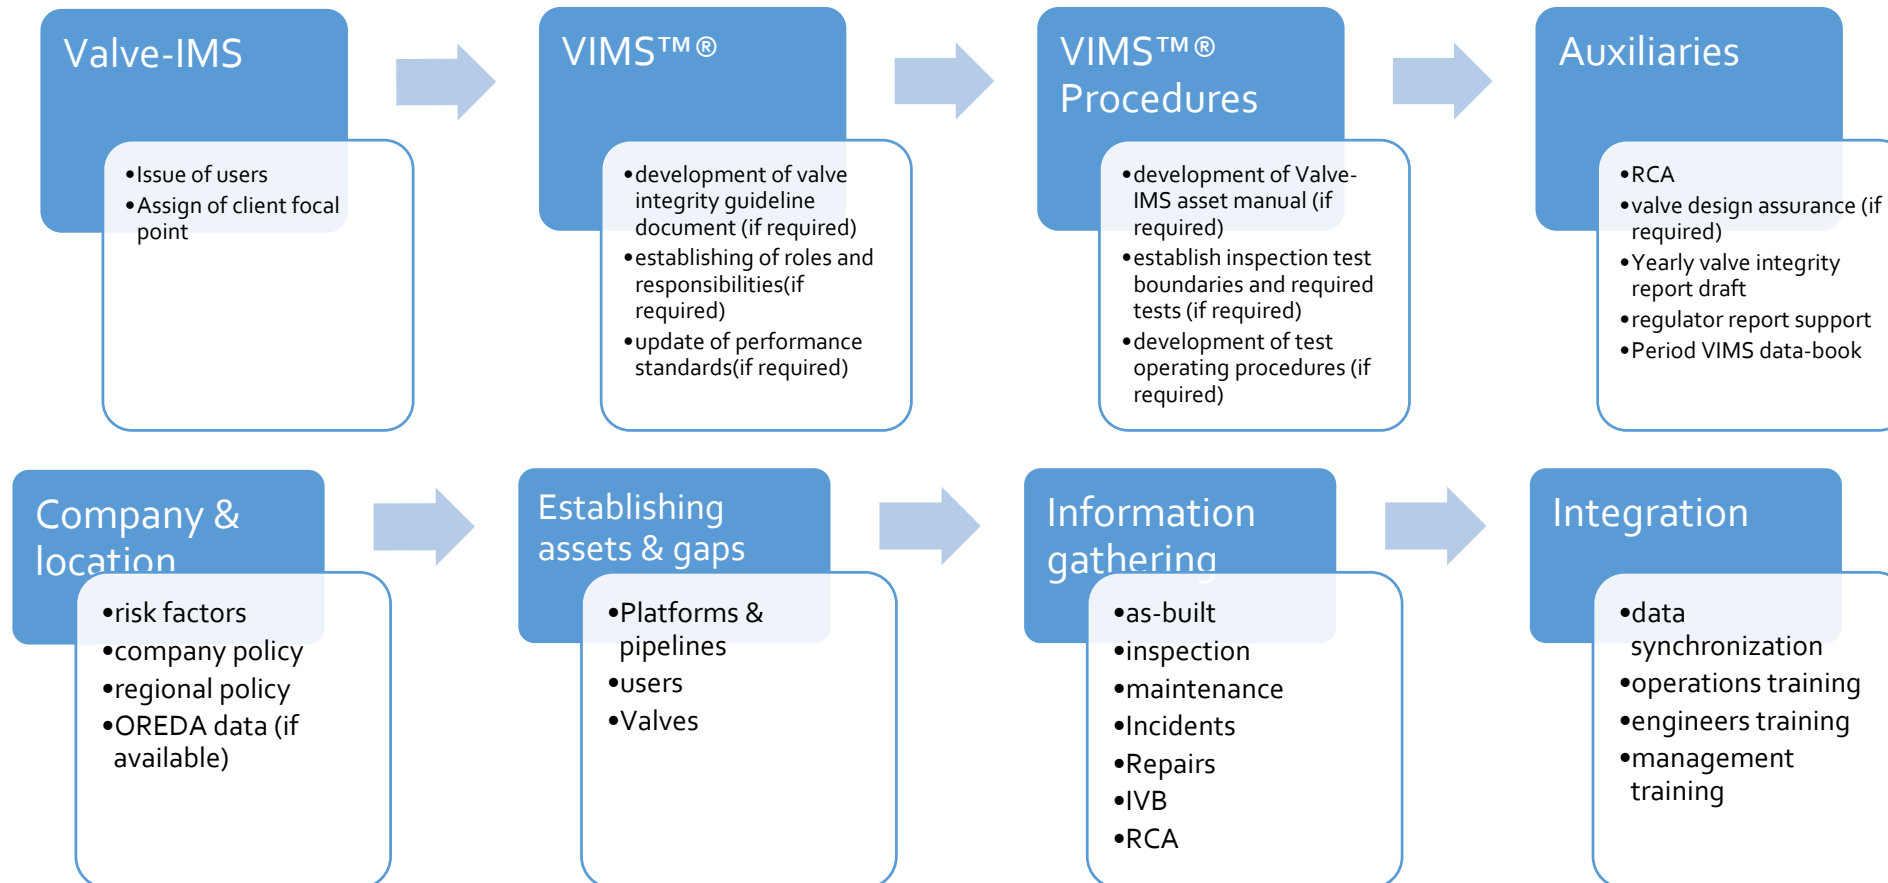 Valve-IMS
•Issue of users
•Assign of client focal
point
VIMS™®
•development of valve
integrity guideline
document (if required)
•establishing of roles and
responsibilities(if
required)
•update of performance
standards(if required)
VIMS™®
Procedures
•development of Valve-
IMS asset manual (if
required)
•establish inspection test
boundaries and required
tests (if required)
•development of test
operating procedures (if
required)
Auxiliaries
•RCA
•valve design assurance (if
required)
•Yearly valve integrity
report draft
•regulator report support
•Period VIMS data-book
Company &
location
•risk factors
•company policy
•regional policy
•OREDA data (if
available)
Establishing
assets & gaps
•Platforms &
pipelines
•users
•Valves
Information
gathering
•as-built
•inspection
•maintenance
•Incidents
•Repairs
•IVB
•RCA
Integration
•data
synchronization
•operations training
•engineers training
•management
training